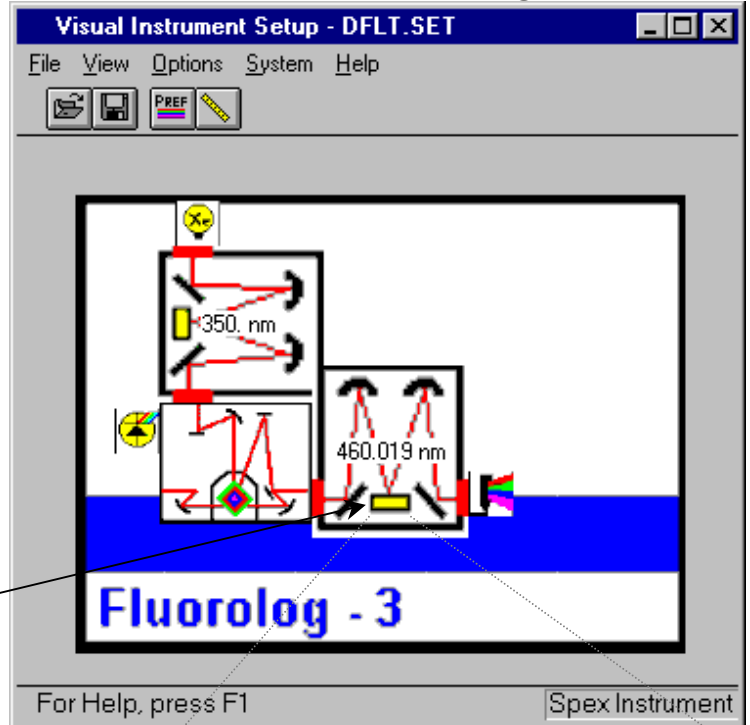 Visual Instrument Setup - DFLT.SET
File View Options System Help
PREF
Xe
350. nm
460.019 nm
Fluorolog - 3
For Help, press F1 Spex Instrument